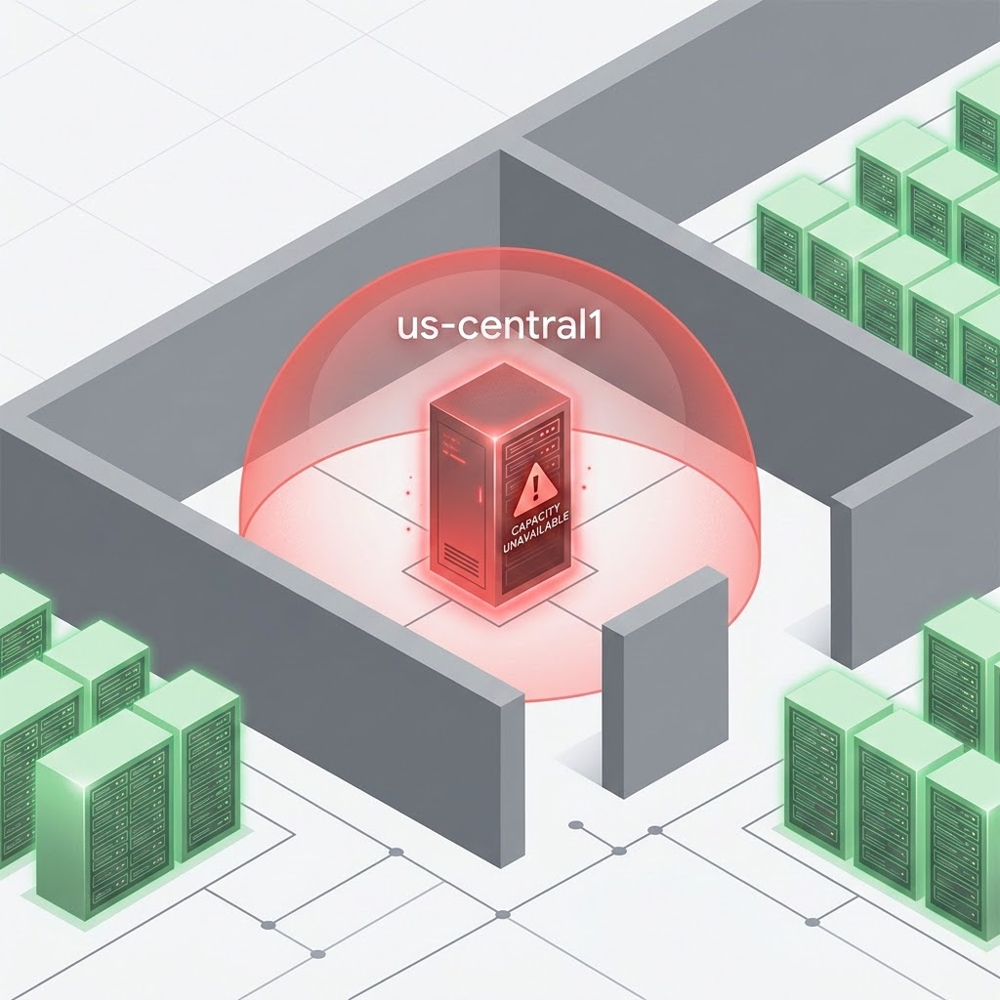 us-central1
!
CAPACITY
UNAVAILABLE